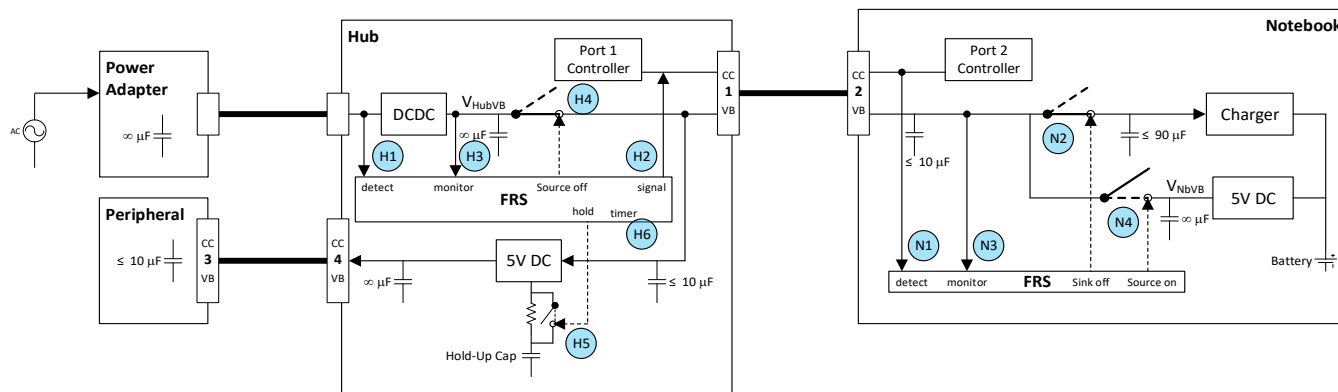 Hub
Notebook
Power
Adapter
AC
∞ µF
Port 1
Controller
DCDC
V_HubVB
H4
∞ µF
H1
H3
H2
detect
monitor
Source off
signal
FRS
hold
timer
H6
CC
1
VB
CC
2
VB
Port 2
Controller
≤ 10 µF
N2
≤ 90 µF
Charger
V_NbVB
N4
∞ µF
5V DC
Battery
N1
N3
detect
monitor
FRS
Sink off
Source on
Peripheral
≤ 10 µF
CC
3
VB
CC
4
VB
∞ µF
5V DC
≤ 10 µF
H5
Hold-Up Cap